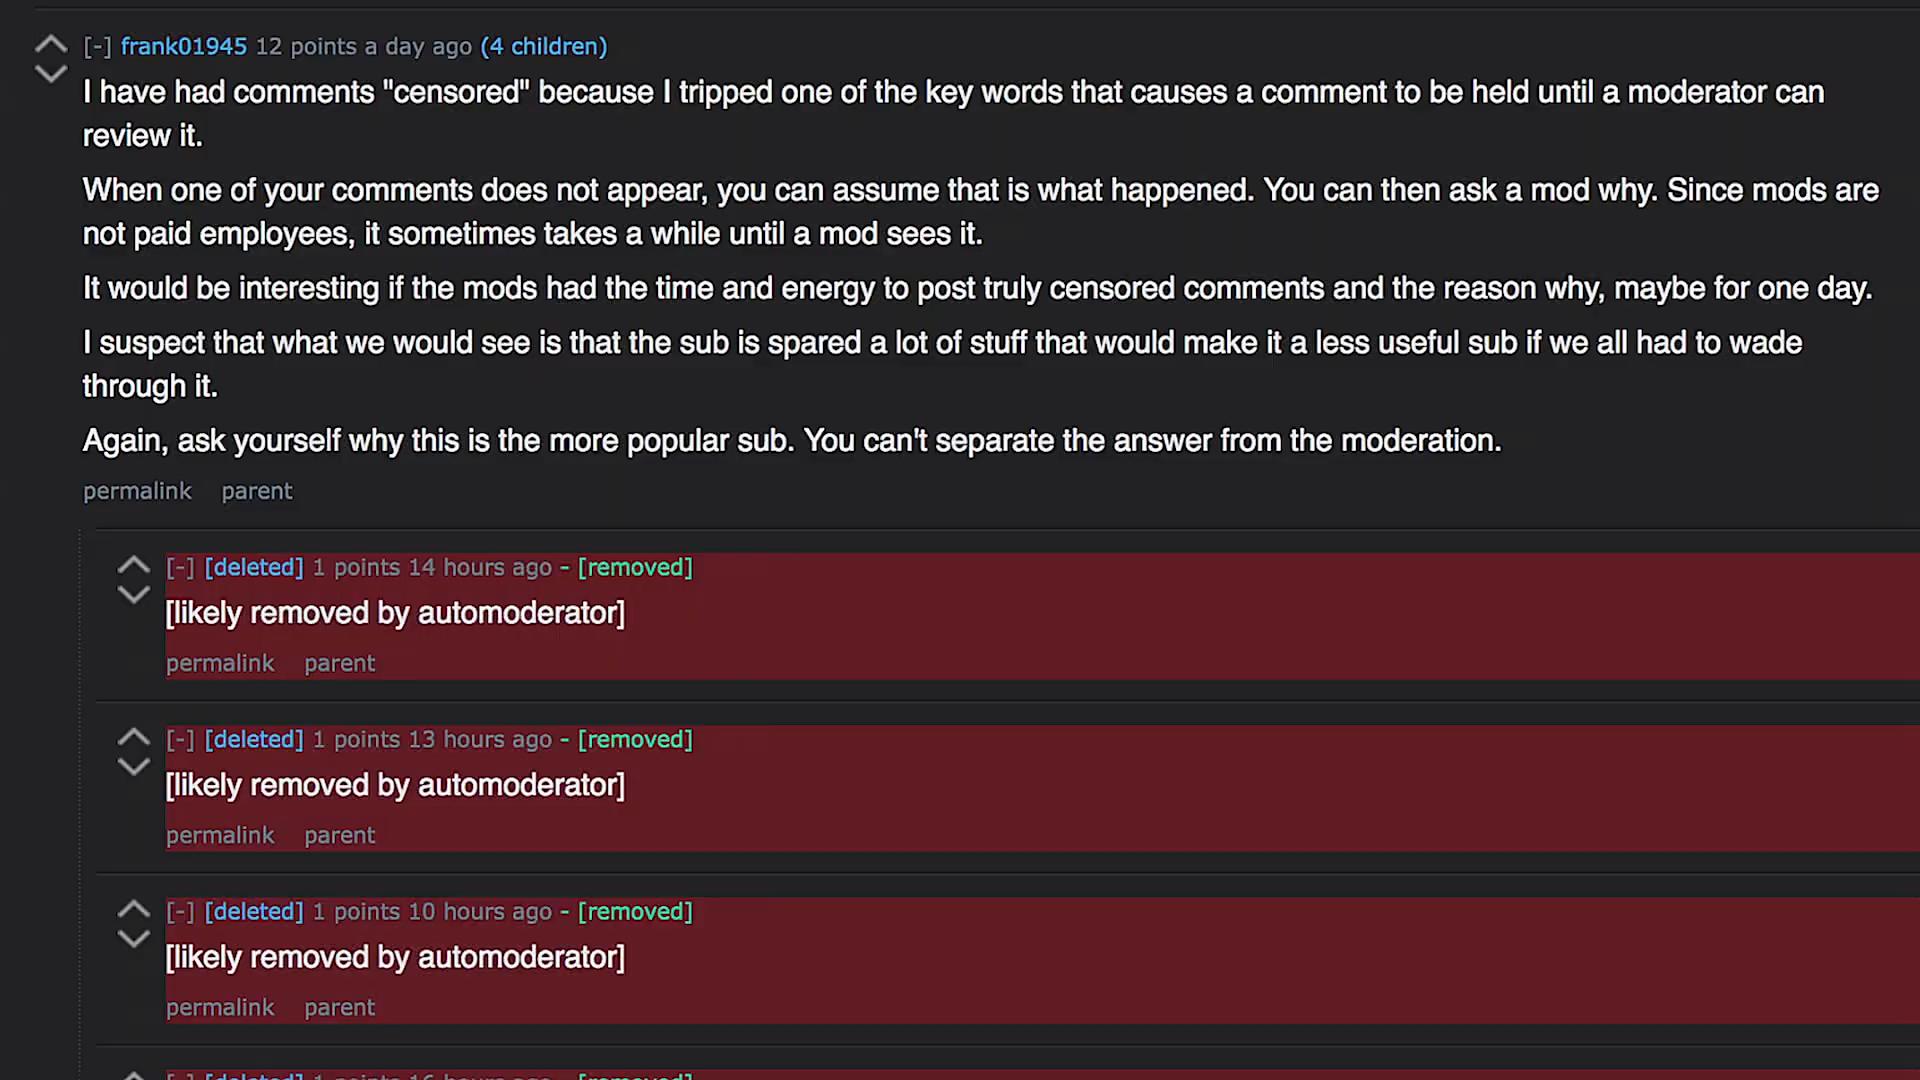 [-] frank01945 12 points a day ago (4 children)
I have had comments "censored" because I tripped one of the key words that causes a comment to be held until a moderator can
review it.
When one of your comments does not appear, you can assume that is what happened. You can then ask a mod why. Since mods are
not paid employees, it sometimes takes a while until a mod sees it.
It would be interesting if the mods had the time and energy to post truly censored comments and the reason why, maybe for one day.
I suspect that what we would see is that the sub is spared a lot of stuff that would make it a less useful sub if we all had to wade
through it.
Again, ask yourself why this is the more popular sub. You can't separate the answer from the moderation.
permalink parent
[-] [deleted] 1 points 14 hours ago - [removed]
[likely removed by automoderator]
permalink parent
[-] [deleted] 1 points 13 hours ago - [removed]
[likely removed by automoderator]
permalink parent
[-] [deleted] 1 points 10 hours ago - [removed]
[likely removed by automoderator]
permalink parent
[-] [deleted] 1 points 16 hours ago - [removed]